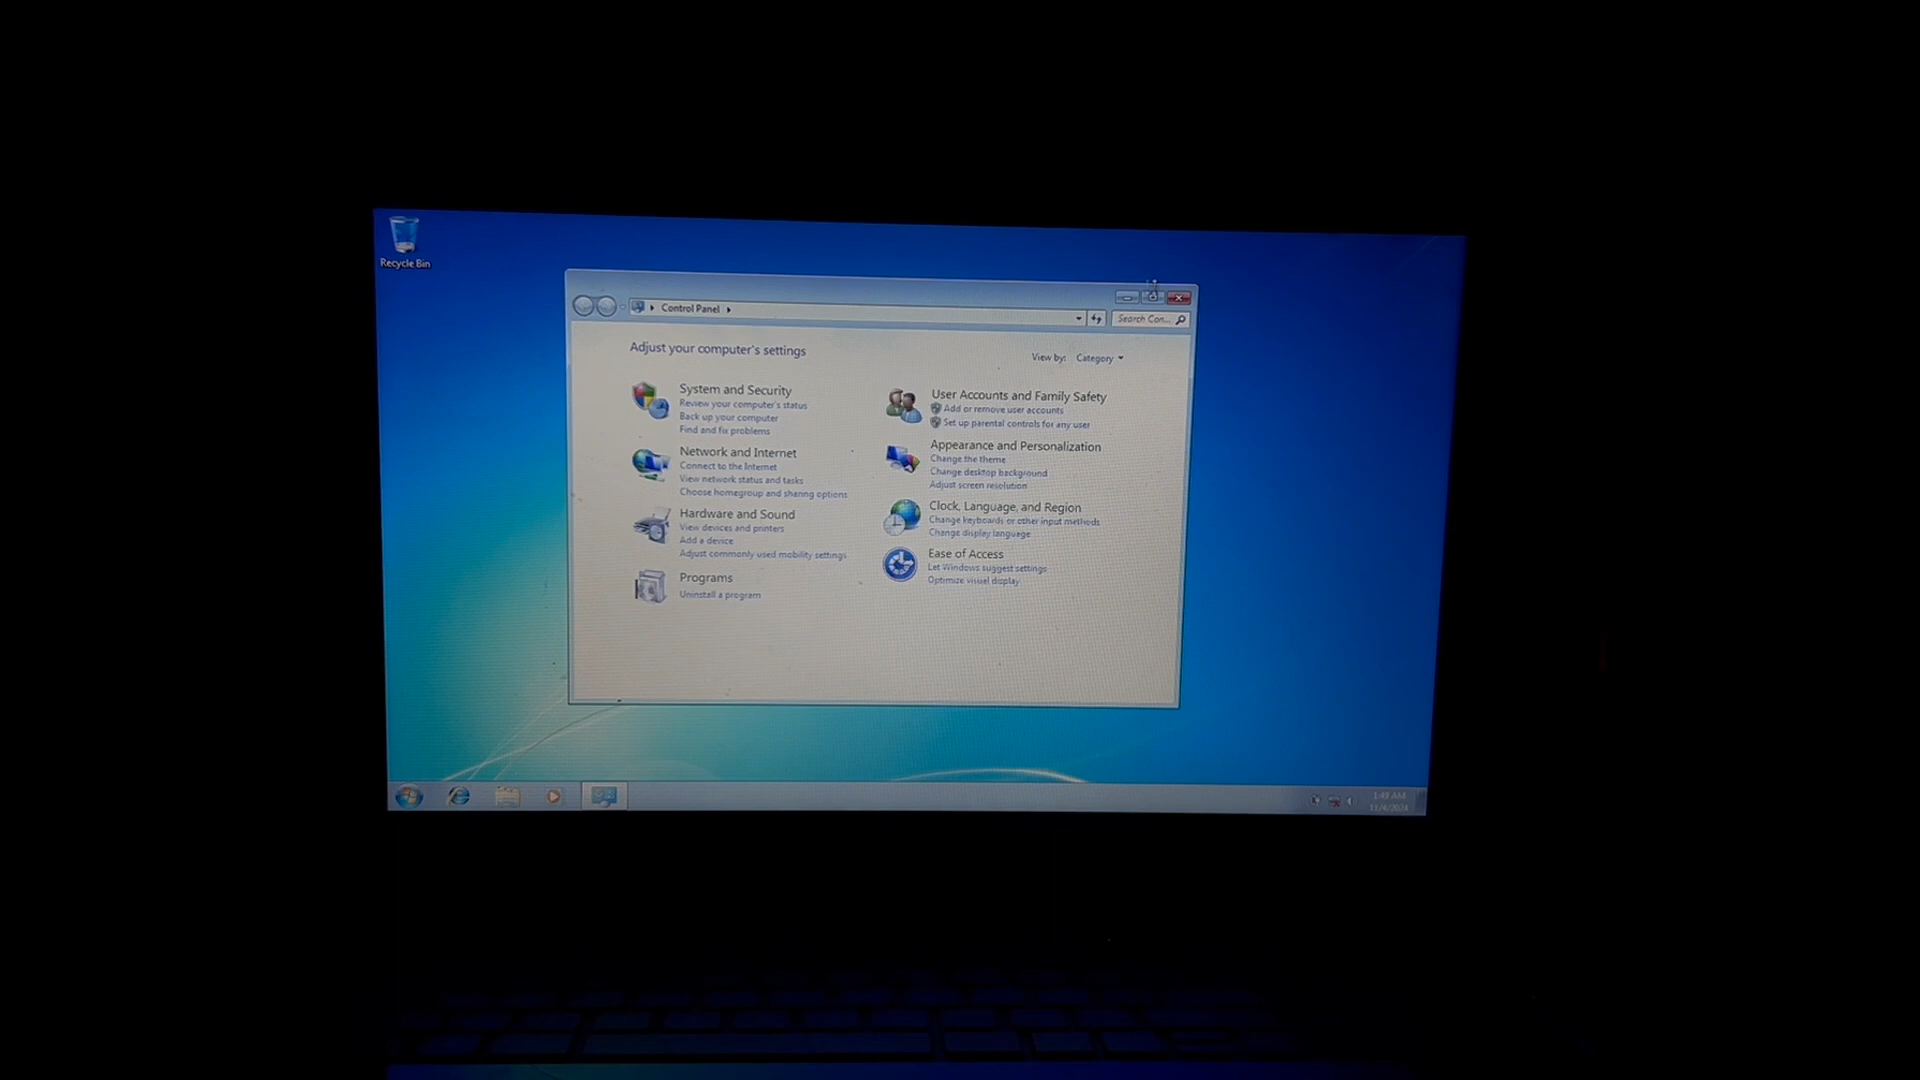 Recycle Bin
Control Panel
Search Con...
Adjust your computer's settings
View by: Category
System and Security
Review your computer's status
Back up your computer
Find and fix problems
Network and Internet
Connect to the Internet
View network status and tasks
Choose homegroup and sharing options
Hardware and Sound
View devices and printers
Add a device
Adjust commonly used mobility settings
Programs
Uninstall a program
User Accounts and Family Safety
Add or remove user accounts
Set up parental controls for any user
Appearance and Personalization
Change the theme
Change desktop background
Adjust screen resolution
Clock, Language, and Region
Change keyboards or other input methods
Change display language
Ease of Access
Let Windows suggest settings
Optimize visual display
1:49 AM
11/4/2024